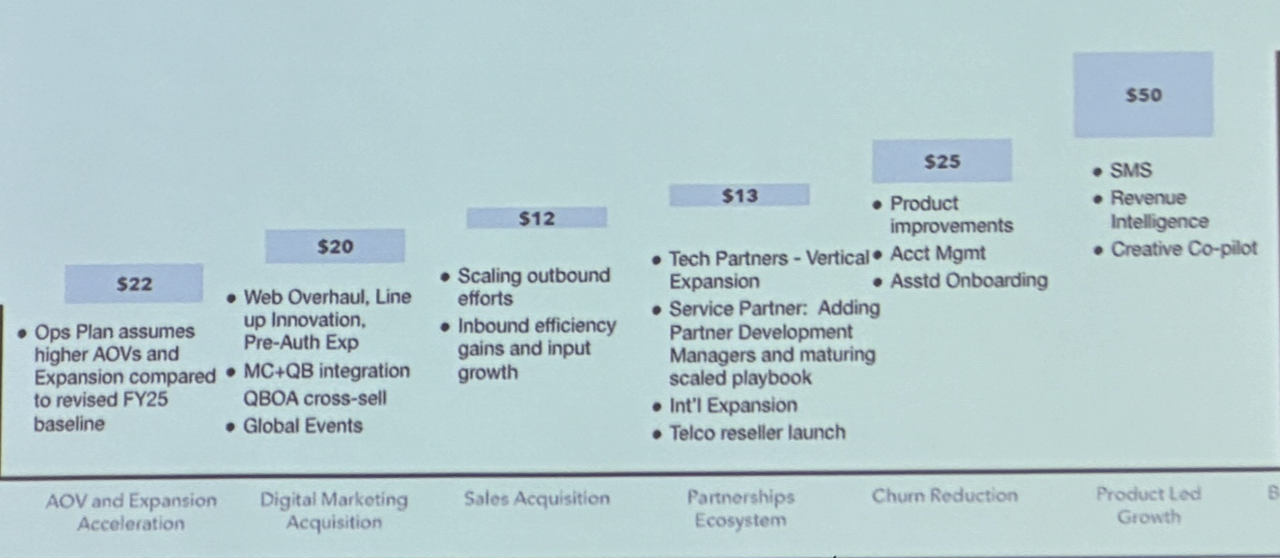 $22
• Ops Plan assumes
higher AOVs and
Expansion compared
to revised FY25
baseline
AOV and Expansion
Acceleration
$20
• Web Overhaul, Line
up Innovation,
Pre-Auth Exp
• MC+QB integration
QBOA cross-sell
• Global Events
Digital Marketing
Acquisition
$12
• Scaling outbound
efforts
• Inbound efficiency
gains and input
growth
Sales Acquisition
$13
• Tech Partners - Vertical
Expansion
• Service Partner: Adding
Partner Development
Managers and maturing
scaled playbook
• Int'l Expansion
• Telco reseller launch
Partnerships
Ecosystem
$25
• Product
improvements
• Acct Mgmt
• Asstd Onboarding
Churn Reduction
$50
• SMS
• Revenue
Intelligence
• Creative Co-pilot
Product Led
Growth